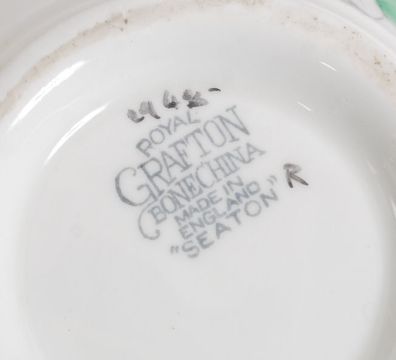 ROYAL
GRAFTON
BONE CHINA
MADE IN
ENGLAND
"SEATON"
R